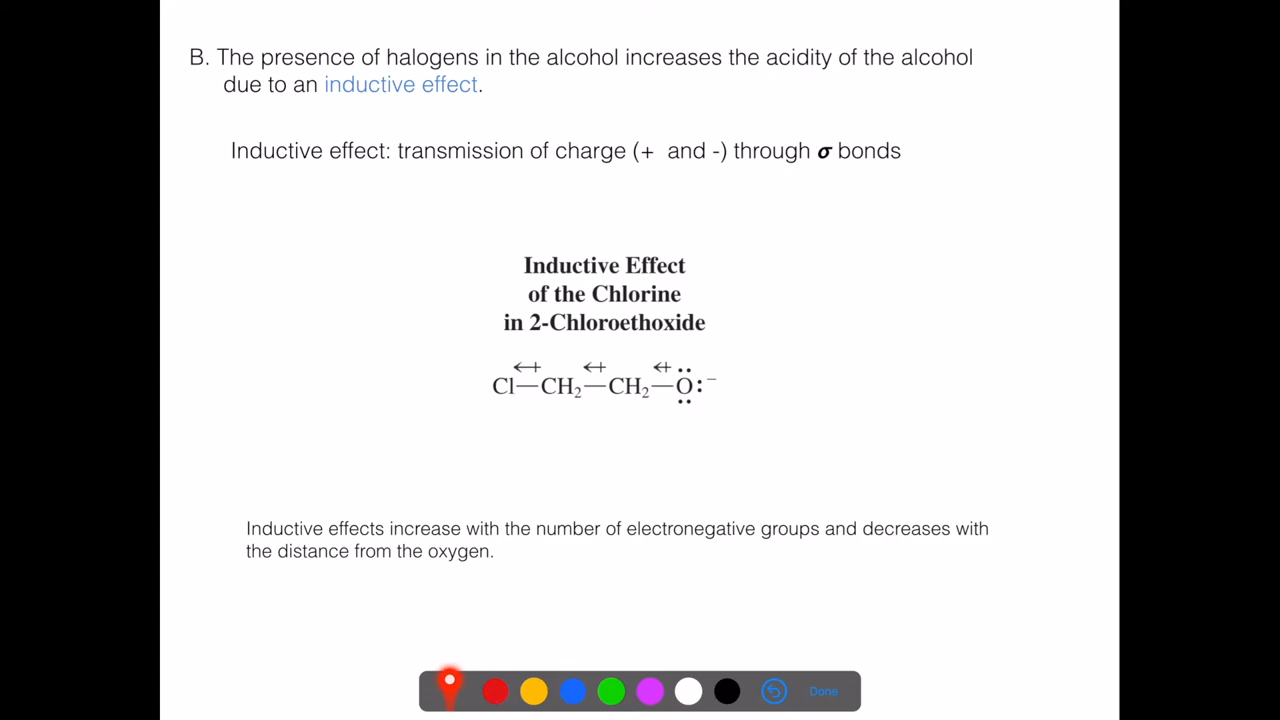 B. The presence of halogens in the alcohol increases the acidity of the alcohol
due to an inductive effect.
Inductive effect: transmission of charge (+ and -) through σ bonds
Inductive Effect
of the Chlorine
in 2-Chloroethoxide
Cl—CH₂—CH₂—O:⁻
Inductive effects increase with the number of electronegative groups and decreases with
the distance from the oxygen.
Done